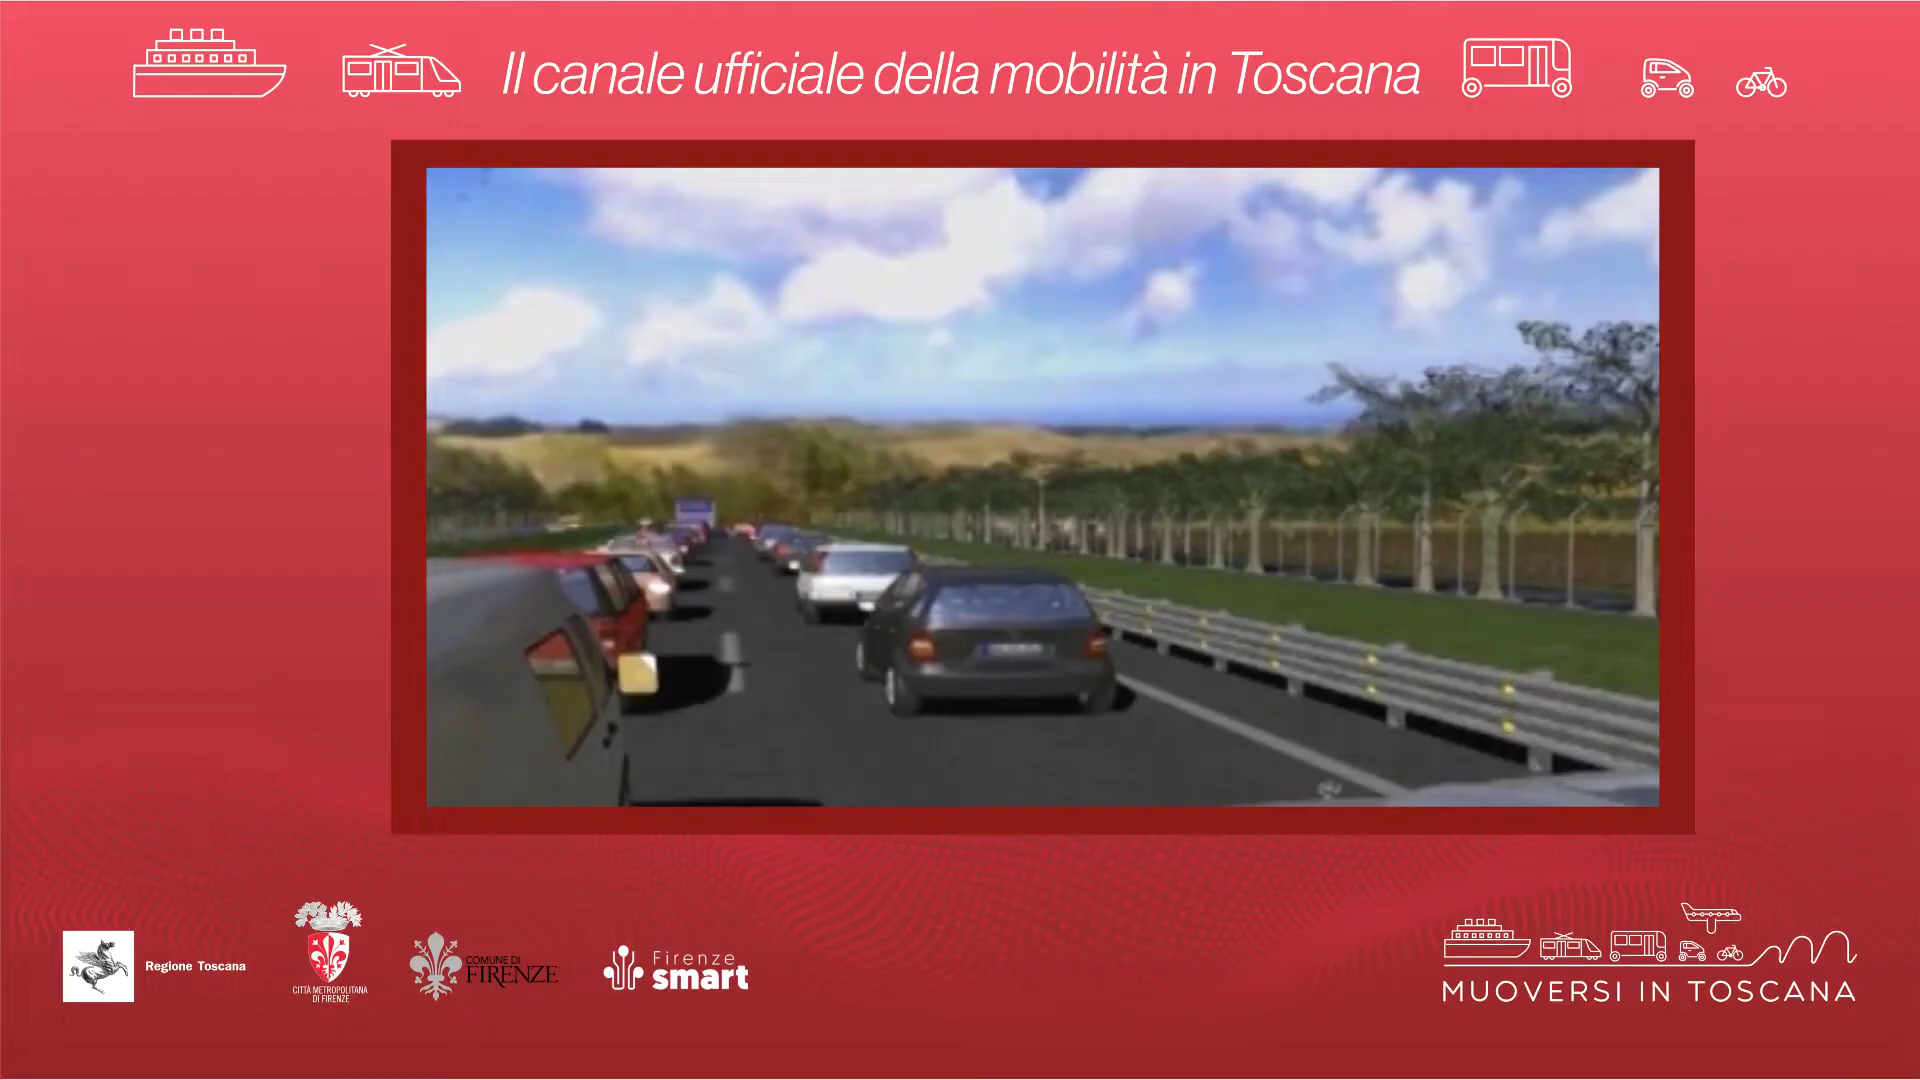 Il canale ufficiale della mobilità in Toscana
Regione Toscana
CITTÀ METROPOLITANA
DI FIRENZE
COMUNE DI
FIRENZE
Firenze
smart
MUOVERSI IN TOSCANA